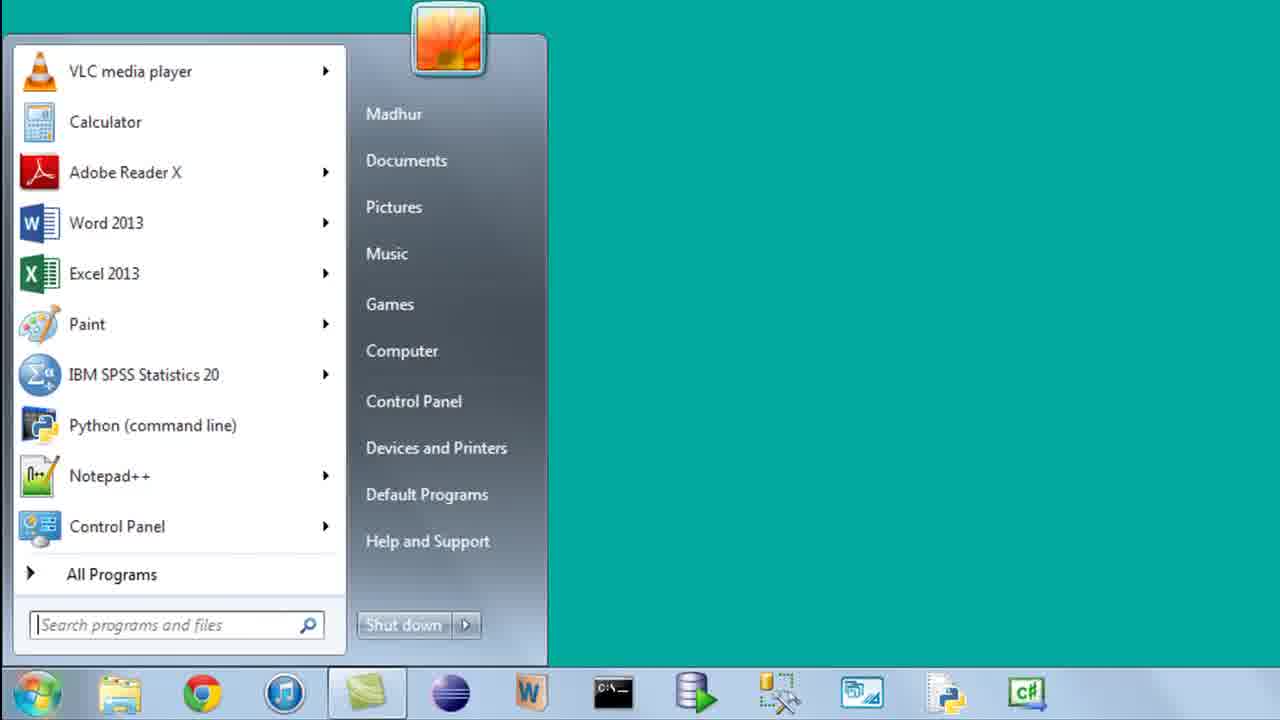 VLC media player
Calculator
Adobe Reader X
Word 2013
Excel 2013
Paint
IBM SPSS Statistics 20
Python (command line)
Notepad++
Control Panel
All Programs
Search programs and files
Madhur
Documents
Pictures
Music
Games
Computer
Control Panel
Devices and Printers
Default Programs
Help and Support
Shut down
W
C:\_
C#